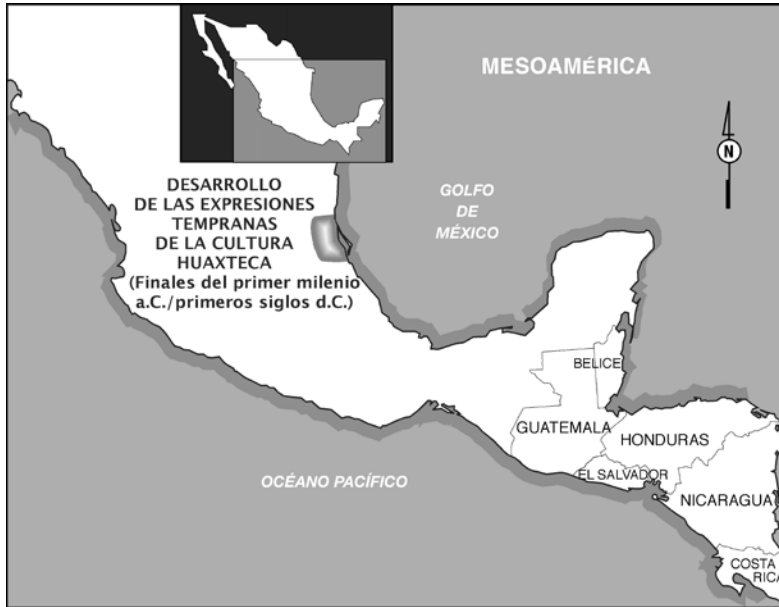 MESOAMÉRICA
N
GOLFO
DE
MÉXICO
DESARROLLO
DE LAS EXPRESIONES
TEMPRANAS
DE LA CULTURA
HUAXTECA
(Finales del primer milenio
a.C./primeros siglos d.C.)
BELICE
GUATEMALA
HONDURAS
EL SALVADOR
OCÉANO PACÍFICO
NICARAGUA
COSTA
RICA